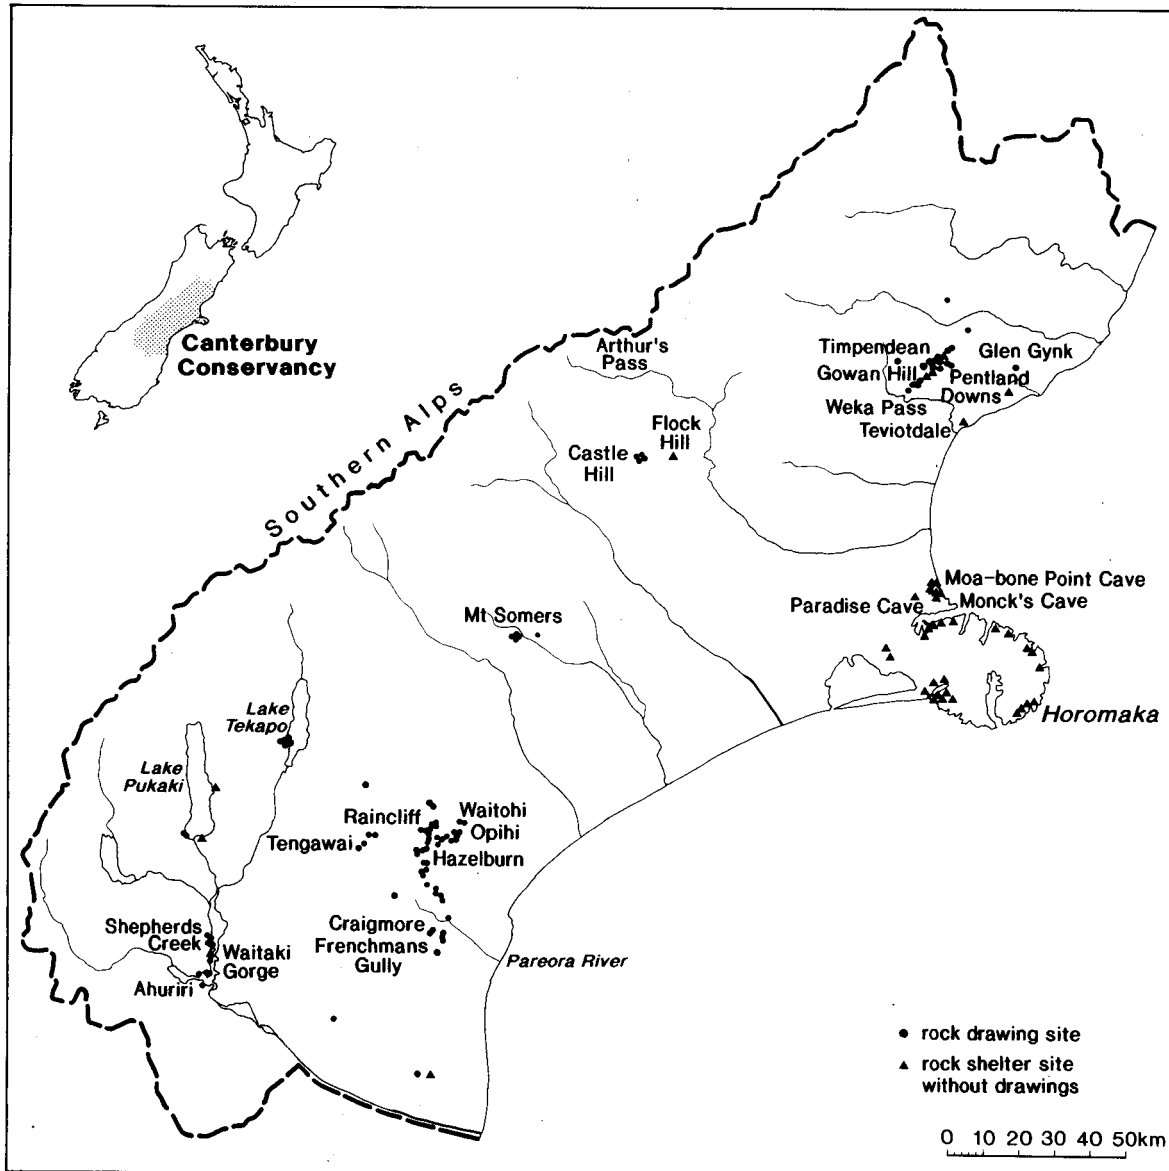 Canterbury
Conservancy
Southern Alps
Arthur's
Pass
Timpendean
Glen Gynk
Gowan Hill
Pentland
Downs
Weka Pass
Teviotdale
Flock
Hill
Castle
Hill
Moa-bone Point Cave
Paradise Cave
Monck's Cave
Mt Somers
Horomaka
Lake
Tekapo
Lake
Pukaki
Raincliff
Waitohi
Opihi
Tengawai
Hazelburn
Shepherds
Creek
Waitaki
Gorge
Ahuriri
Craigmore
Frenchmans
Gully
Pareora River
rock drawing site
rock shelter site
without drawings
0 10 20 30 40 50km